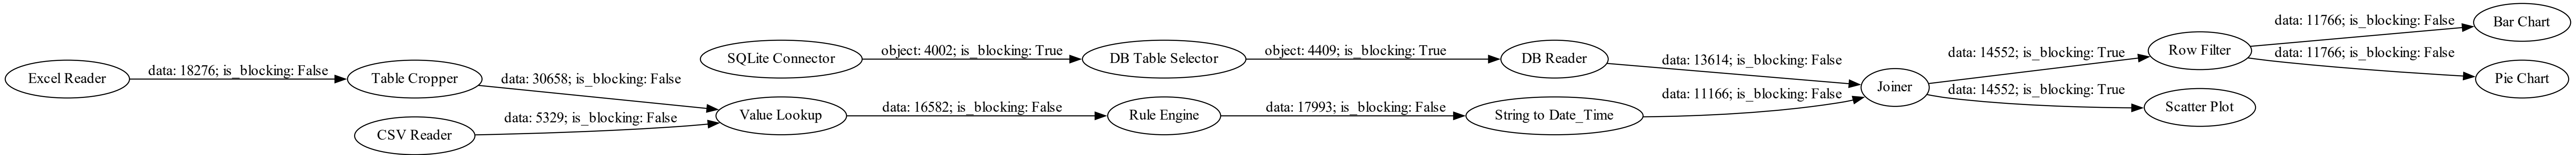 Excel Reader
data: 18276; is_blocking: False
Table Cropper
data: 30658; is_blocking: False
CSV Reader
data: 5329; is_blocking: False
Value Lookup
data: 16582; is_blocking: False
Rule Engine
data: 17993; is_blocking: False
String to Date_Time
data: 11166; is_blocking: False
SQLite Connector
object: 4002; is_blocking: True
DB Table Selector
object: 4409; is_blocking: True
DB Reader
data: 13614; is_blocking: False
Joiner
data: 14552; is_blocking: True
Row Filter
data: 11766; is_blocking: False
Bar Chart
data: 11766; is_blocking: False
Pie Chart
data: 14552; is_blocking: True
Scatter Plot